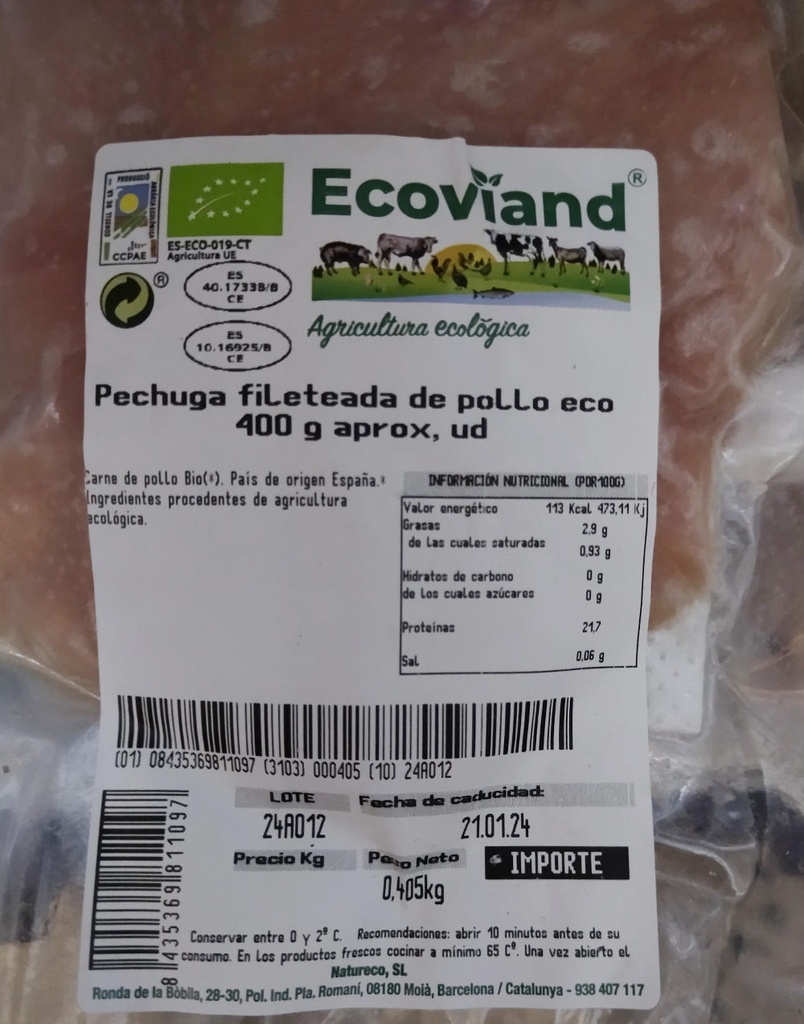 PRODUCCIÓ
CCPAE
ES-ECO-019-CT
Agricultura UE
Ecoviand®
ES
40.17338/B
CE
®
ES
10.16925/B
CE
Agricultura ecológica
Pechuga fileteada de pollo eco
400 g aprox, ud
Carne de pollo Bio(*). País de origen España.*
Ingredientes procedentes de agricultura
ecológica.
INFORMACIÓN NUTRICIONAL (POR100G)
Valor energético 113 Kcal 473,11 Kj
Grasas 2,9 g
de las cuales saturadas 0,93 g
Hidratos de carbono 0 g
de los cuales azúcares 0 g
Proteínas 21,7
Sal 0,06 g
(01) 08435369811097 (3103) 000405 (10) 24A012
LOTE Fecha de caducidad:
24A012 21.01.24
Precio Kg Peso Neto IMPORTE
0,405kg
8 435369 811097
Conservar entre 0 y 2º C. Recomendaciones: abrir 10 minutos antes de su
consumo. En los productos frescos cocinar a mínimo 65 Cº. Una vez abierto el
Natureco, SL
Ronda de la Bòbila, 28-30, Pol. Ind. Pla. Romaní, 08180 Moià, Barcelona / Catalunya - 938 407 117